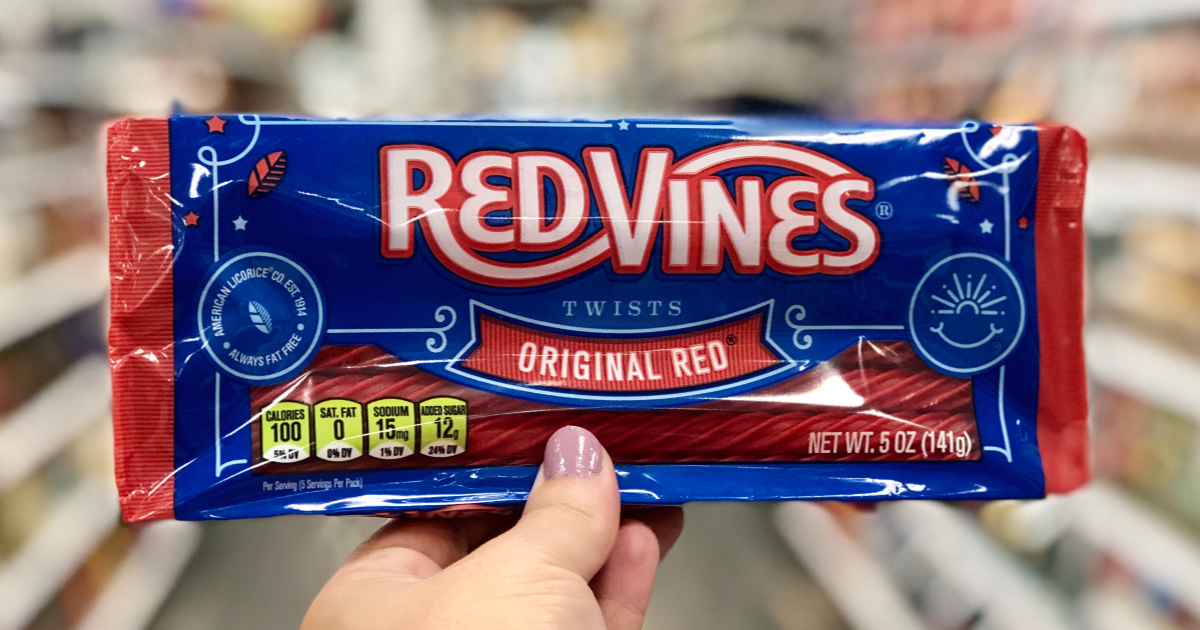 REDVINES®
TWISTS
ORIGINAL RED®
AMERICAN LICORICE® CO. EST. 1914
• ALWAYS FAT FREE •
CALORIES
100
5% DV
SAT. FAT
0
0% DV
SODIUM
15mg
1% DV
ADDED SUGAR
12g
24% DV
Per Serving (5 Servings Per Pack)
NET WT. 5 OZ (141g)